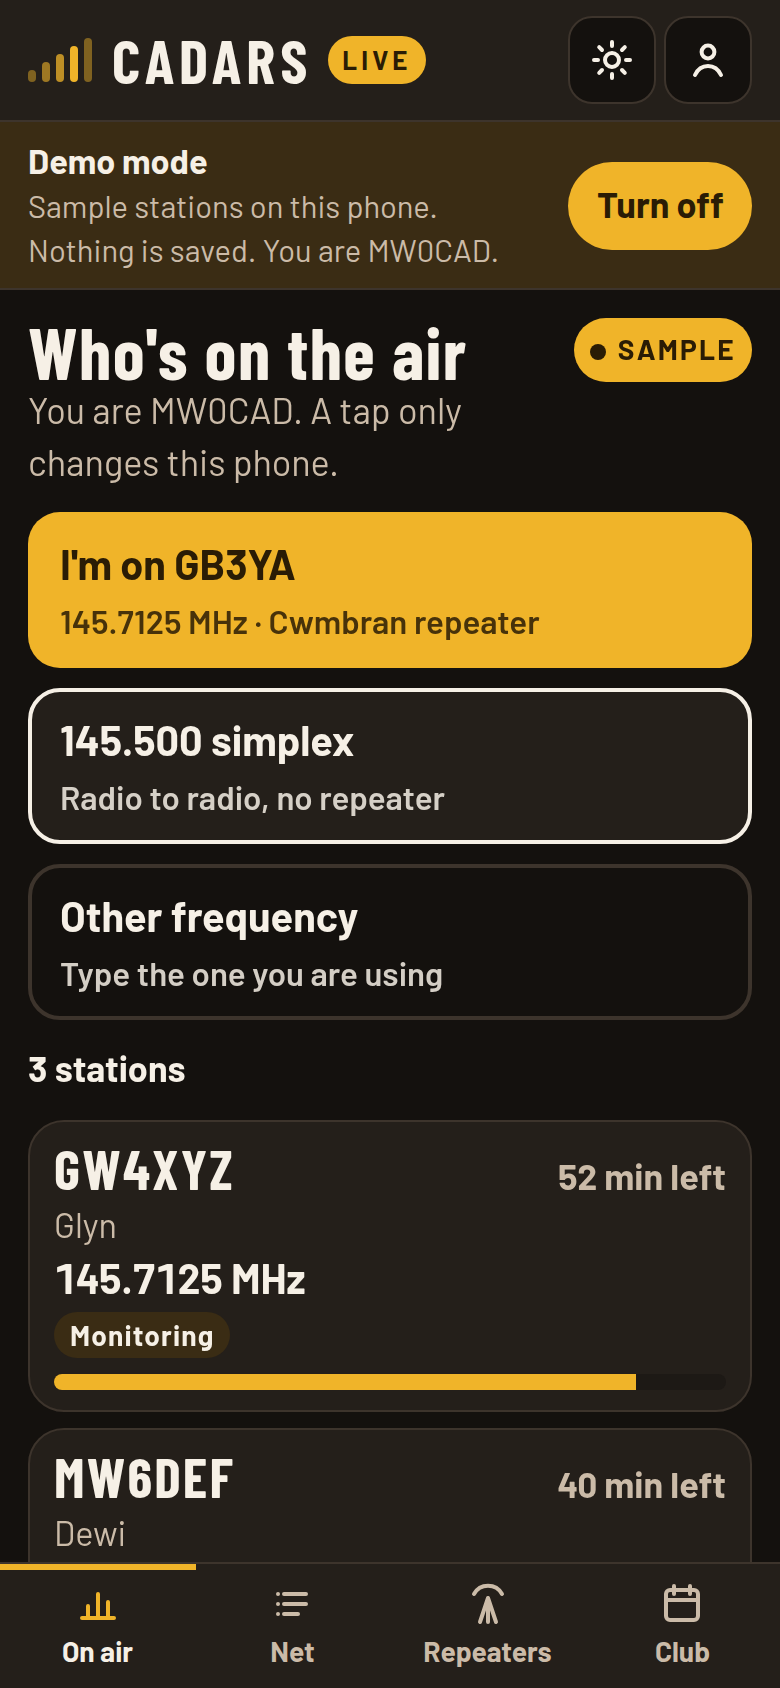 CADARS LIVE
Demo mode
Sample stations on this phone.
Nothing is saved. You are MW0CAD.
Turn off
Who's on the air
SAMPLE
You are MW0CAD. A tap only
changes this phone.
I'm on GB3YA
145.7125 MHz · Cwmbran repeater
145.500 simplex
Radio to radio, no repeater
Other frequency
Type the one you are using
3 stations
GW4XYZ
52 min left
Glyn
145.7125 MHz
Monitoring
MW6DEF
40 min left
Dewi
On air
Net
Repeaters
Club